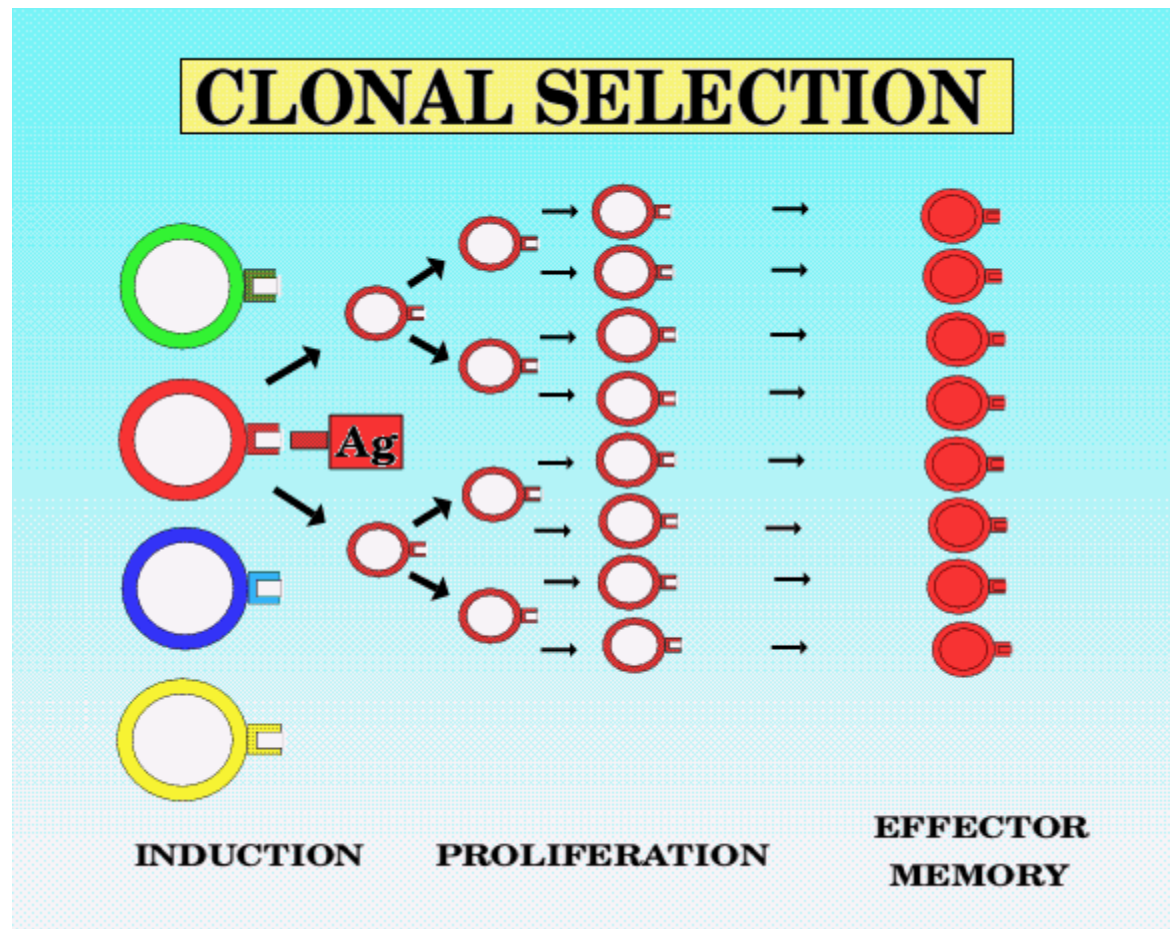 CLONAL SELECTION
Ag
INDUCTION
PROLIFERATION
EFFECTOR
MEMORY